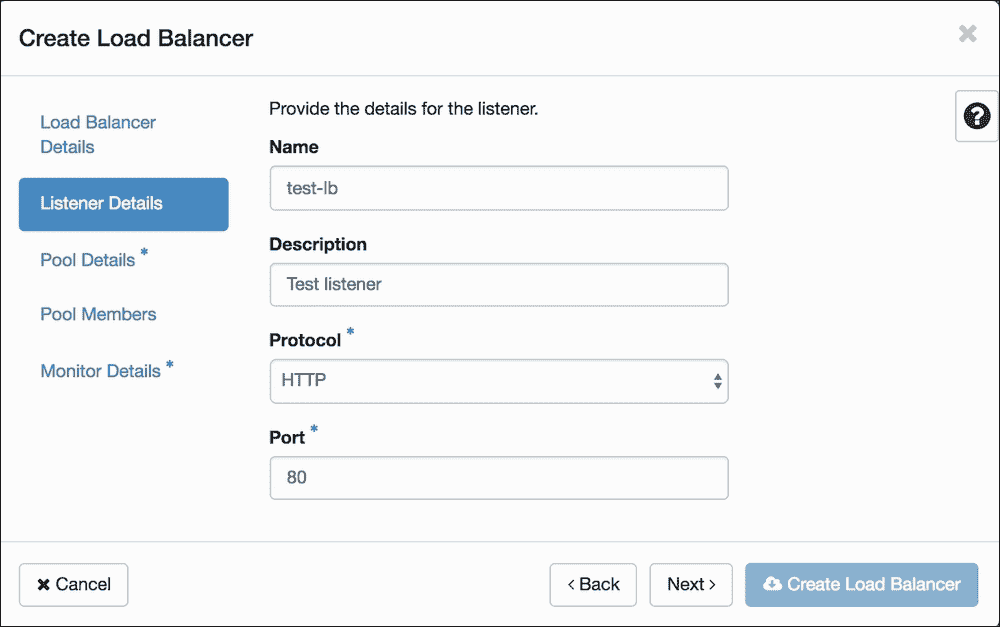 Create Load Balancer
Load Balancer
Details
Listener Details
Pool Details *
Pool Members
Monitor Details *
Provide the details for the listener.
Name
test-lb
Description
Test listener
Protocol *
HTTP
Port *
80
Cancel
Back
Next
Create Load Balancer